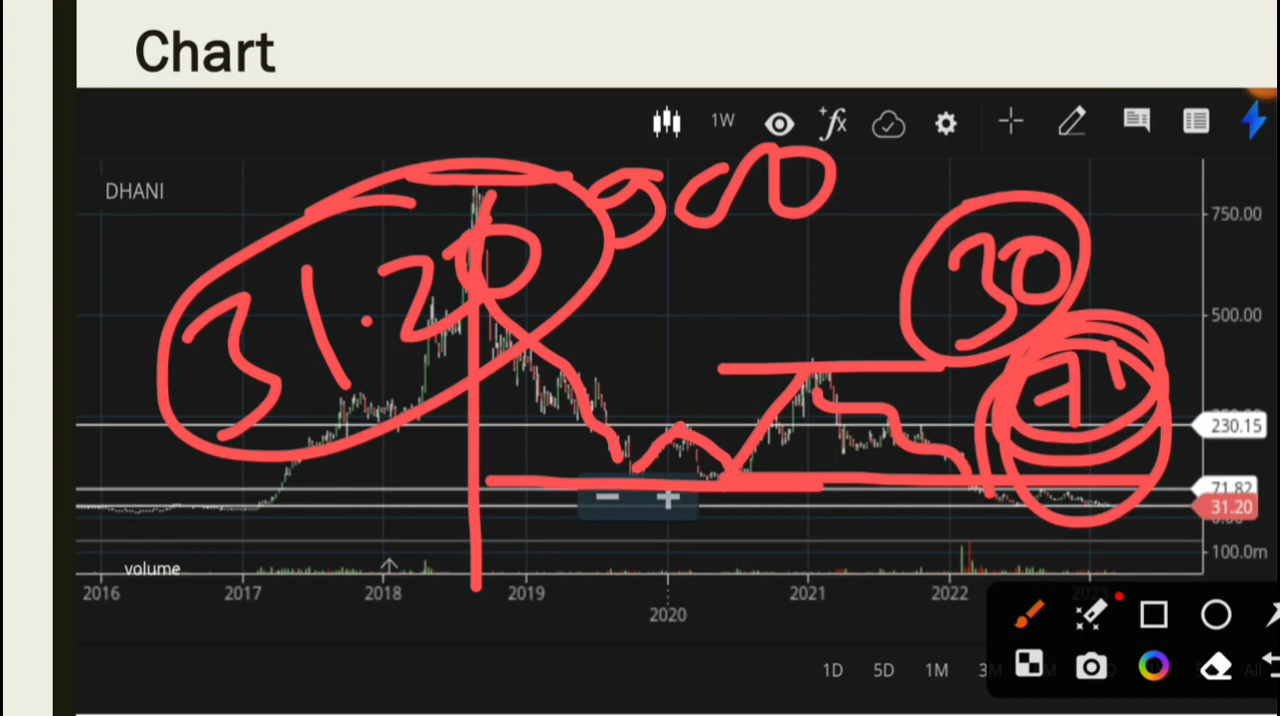 Chart
1W
fx
DHANI
750.00
500.00
230.15
71.82
31.20
100.0m
31.20
30
volume
2016 2017 2018 2019 2020 2021 2022
1D 5D 1M